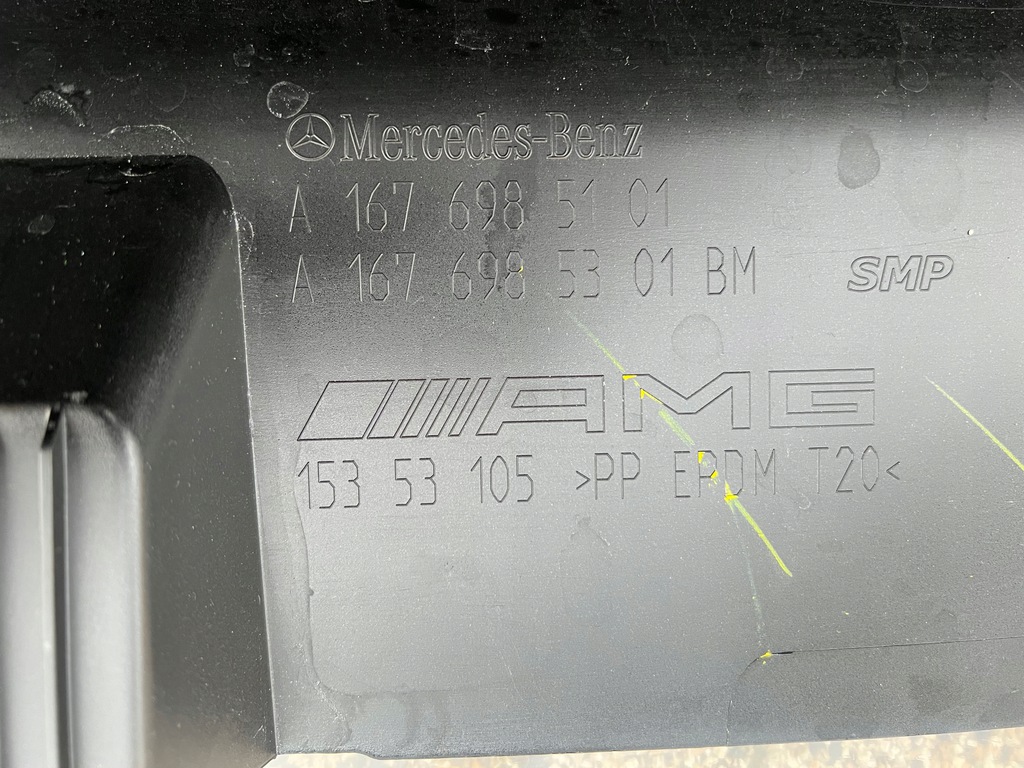 Mercedes-Benz
A 167 698 51 01
A 167 698 53 01 BM
SMP
AMG
153 53 105 >PP EPDM T20<